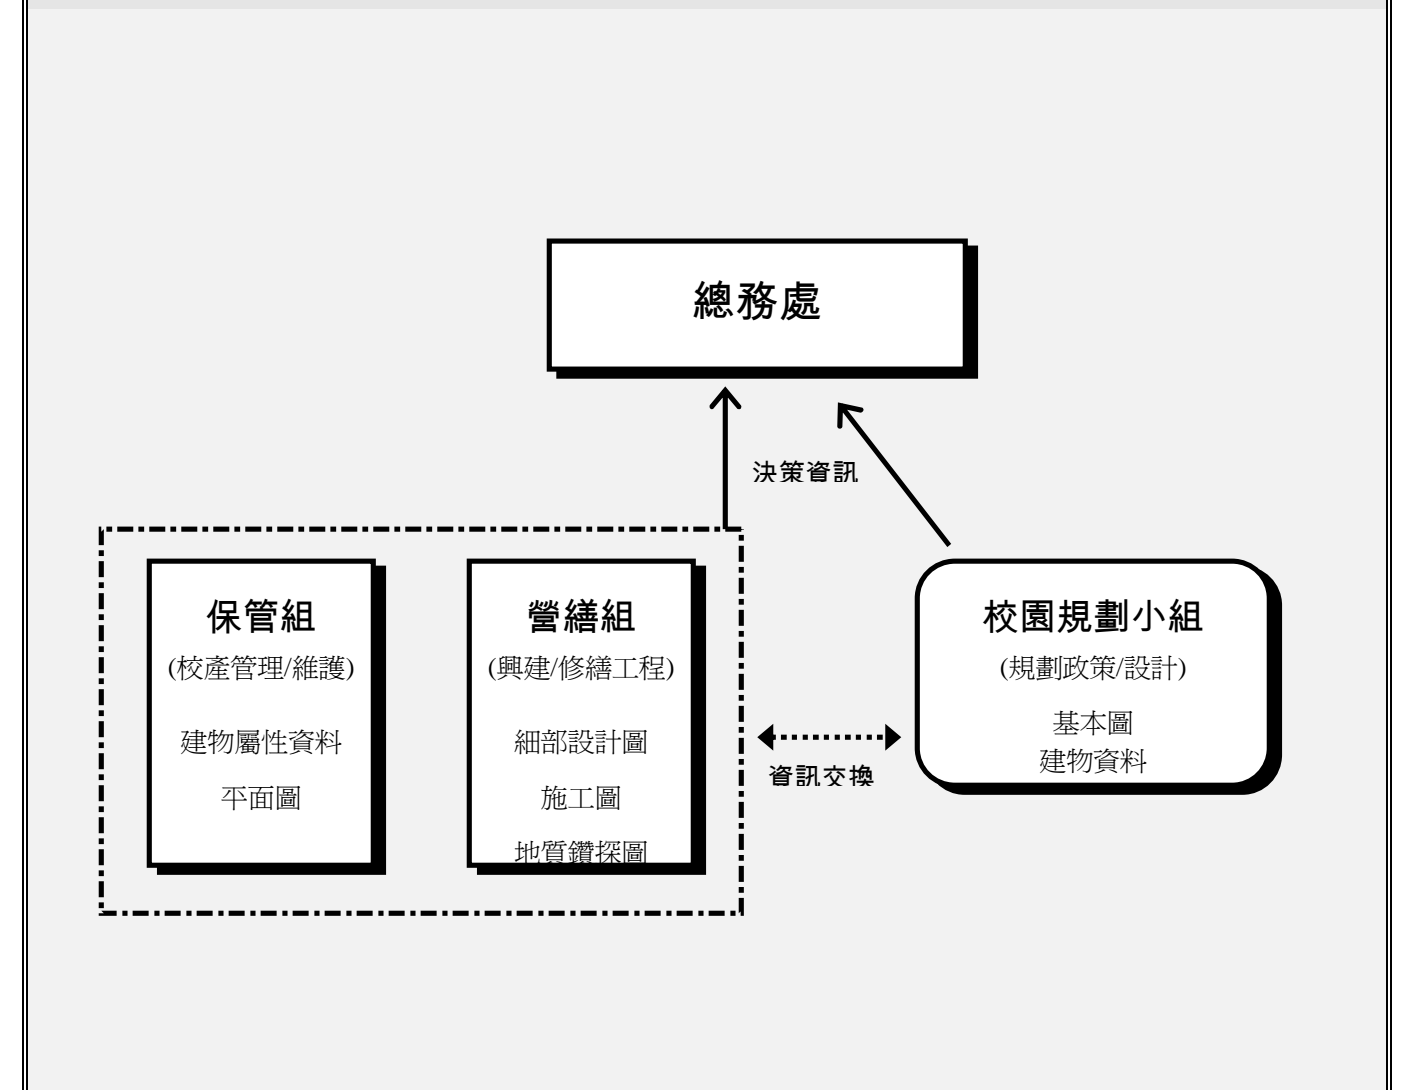 總務處
決策資訊
保管組
(校產管理/維護)
建物屬性資料
平面圖
營繕組
(興建/修繕工程)
細部設計圖
施工圖
地質鑽探圖
資訊交換
校園規劃小組
(規劃政策/設計)
基本圖
建物資料